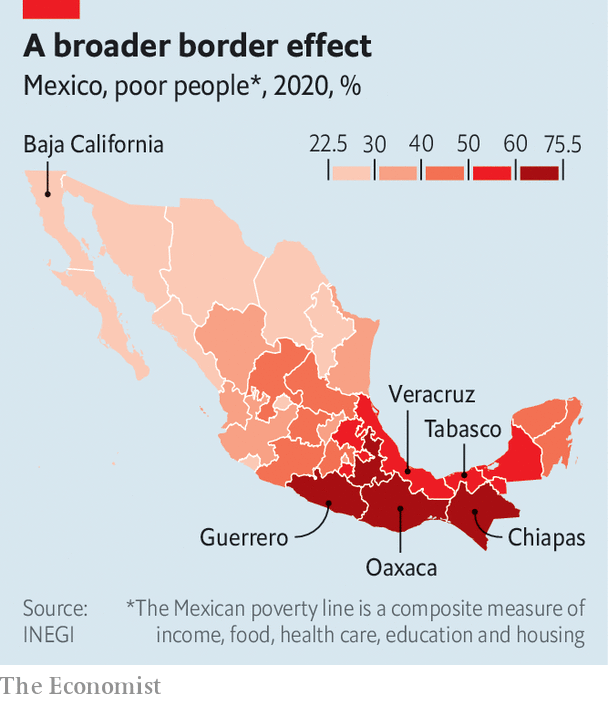 A broader border effect
Mexico, poor people*, 2020, %
Baja California
22.5 30 40 50 60 75.5
Veracruz
Tabasco
Guerrero
Chiapas
Oaxaca
Source:
INEGI
*The Mexican poverty line is a composite measure of
income, food, health care, education and housing
The Economist